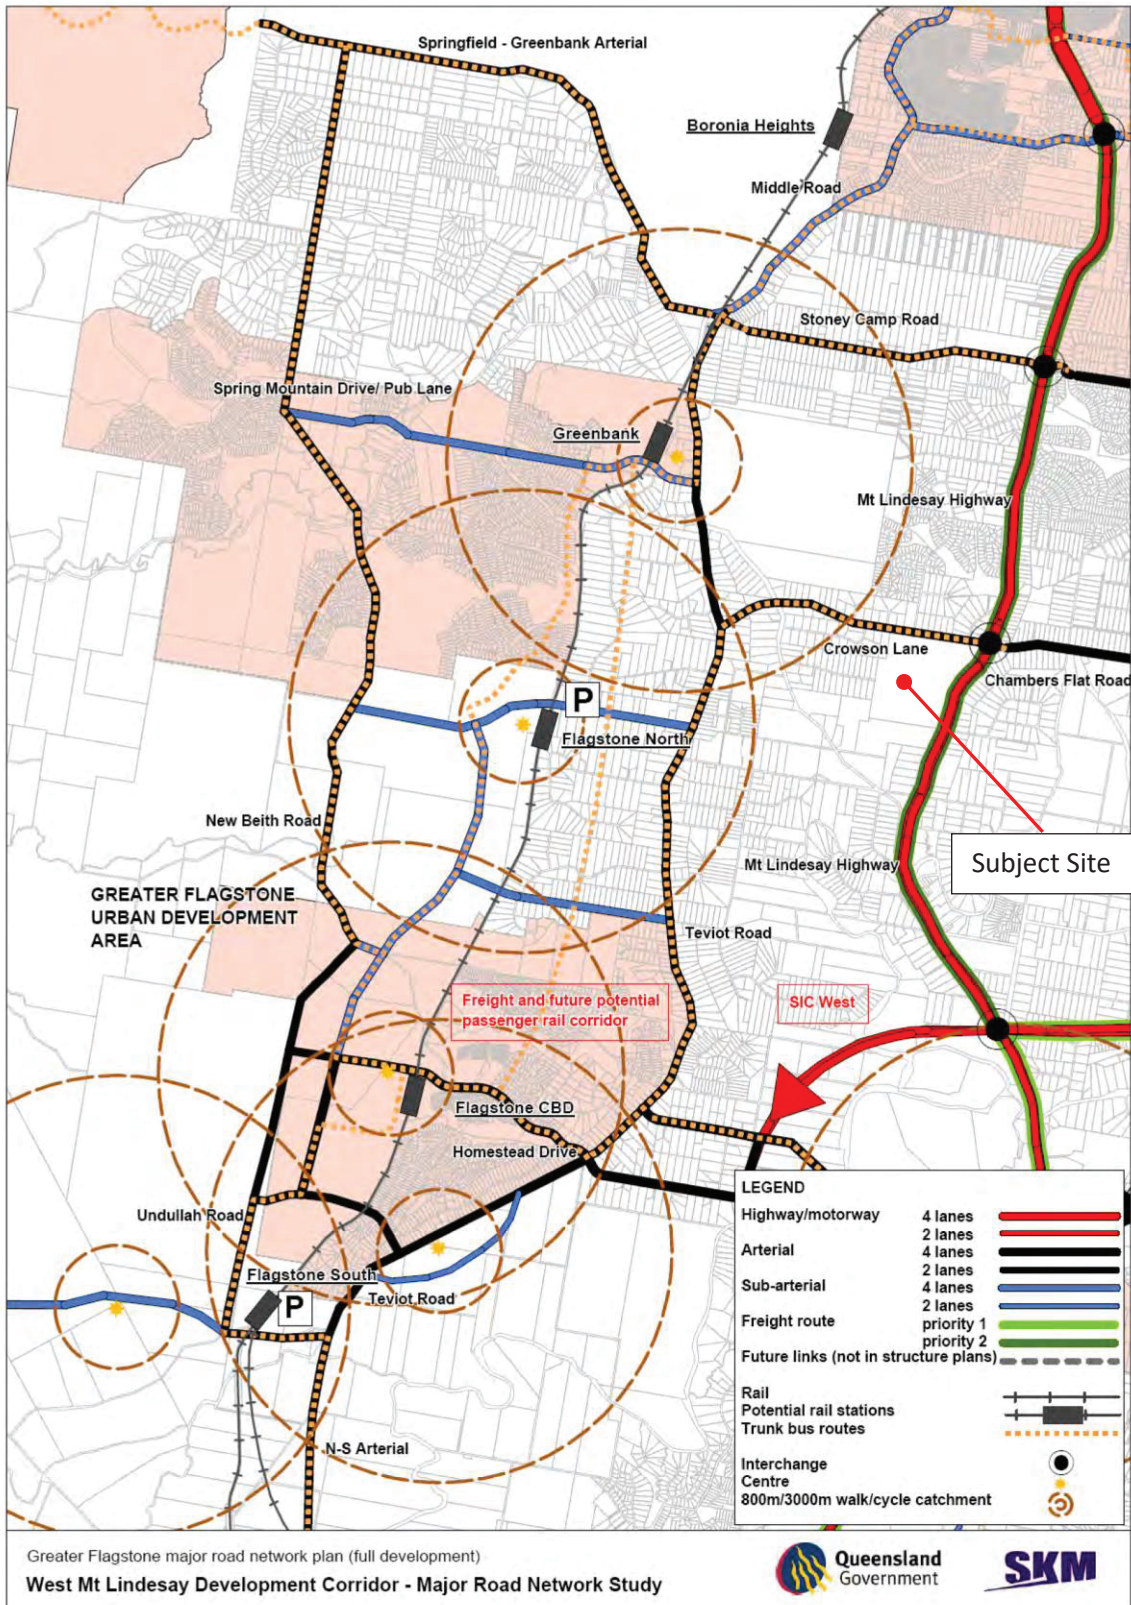 Springfield - Greenbank Arterial
Boronia Heights
Middle Road
Stoney Camp Road
Spring Mountain Drive/ Pub Lane
Greenbank
Mt Lindesay Highway
Crowson Lane
Chambers Flat Road
P
Flagstone North
New Beith Road
Mt Lindesay Highway
Subject Site
GREATER FLAGSTONE
URBAN DEVELOPMENT
AREA
Teviot Road
Freight and future potential
passenger rail corridor
SIC West
Flagstone CBD
Homestead Drive
Undullah Road
Flagstone South
P
Teviot Road
N-S Arterial
LEGEND
Highway/motorway 4 lanes
2 lanes
Arterial 4 lanes
2 lanes
Sub-arterial 4 lanes
2 lanes
Freight route priority 1
priority 2
Future links (not in structure plans)
Rail
Potential rail stations
Trunk bus routes
Interchange
Centre
800m/3000m walk/cycle catchment
Greater Flagstone major road network plan (full development)
West Mt Lindesay Development Corridor - Major Road Network Study
Queensland
Government
SKM